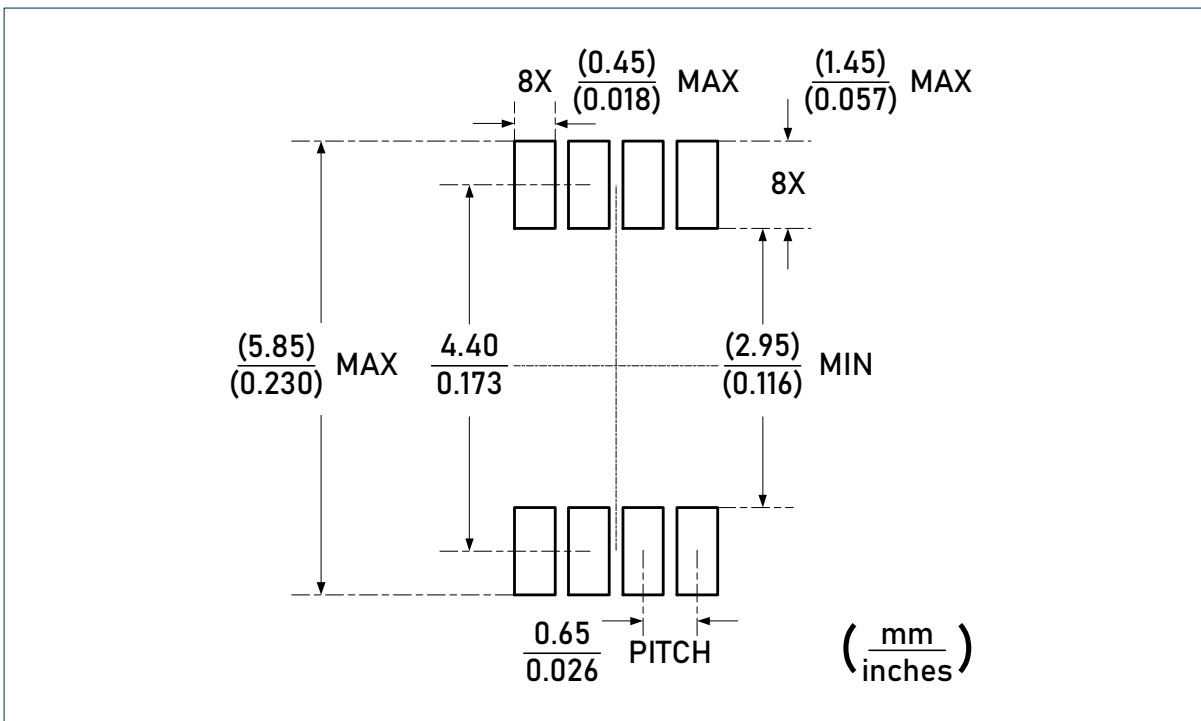 8X (0.45) MAX
(0.018)
(1.45) MAX
(0.057)
8X
(5.85) MAX
(0.230)
4.40
0.173
(2.95) MIN
(0.116)
0.65 PITCH
0.026
(mm
inches)